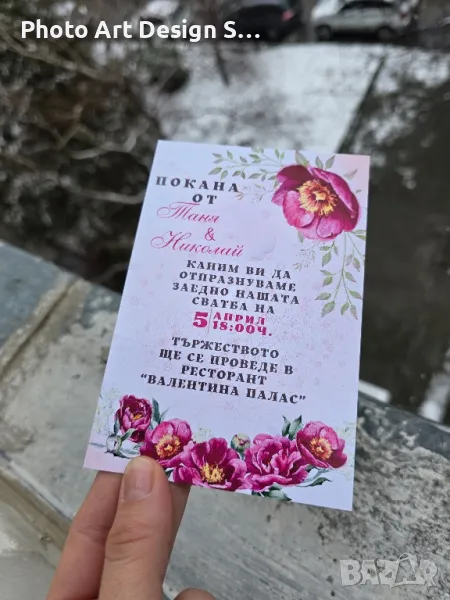 Photo Art Design S...
ПОКАНА
ОТ
Таня
&
Николай
КАНИМ ВИ ДА
ОТПРАЗНУВАМЕ
ЗАЕДНО НАШАТА
СВАТБА НА
5 АПРИЛ
18:00Ч.
ТЪРЖЕСТВОТО
ЩЕ СЕ ПРОВЕДЕ В
РЕСТОРАНТ
“ВАЛЕНТИНА ПАЛАС”
bazar